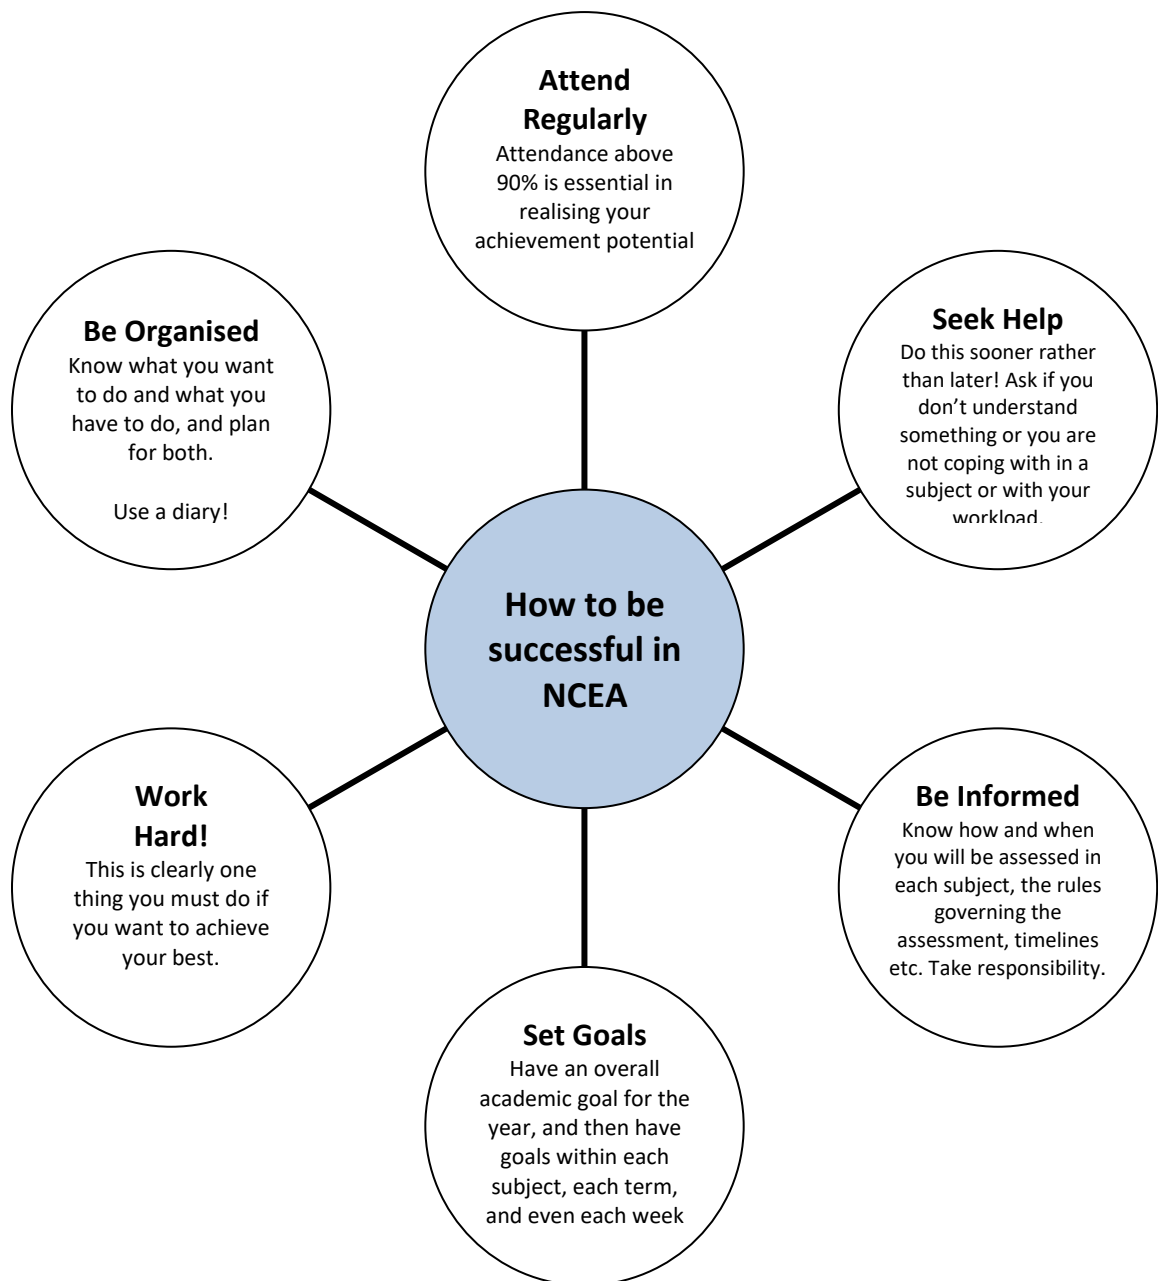 Attend
Regularly
Attendance above
90% is essential in
realising your
achievement potential
Seek Help
Do this sooner rather
than later! Ask if you
don’t understand
something or you are
not coping with in a
subject or with your
workload.
Be Informed
Know how and when
you will be assessed in
each subject, the rules
governing the
assessment, timelines
etc. Take responsibility.
Set Goals
Have an overall
academic goal for the
year, and then have
goals within each
subject, each term,
and even each week
Work
Hard!
This is clearly one
thing you must do if
you want to achieve
your best.
Be Organised
Know what you want
to do and what you
have to do, and plan
for both.
Use a diary!
How to be
successful in
NCEA